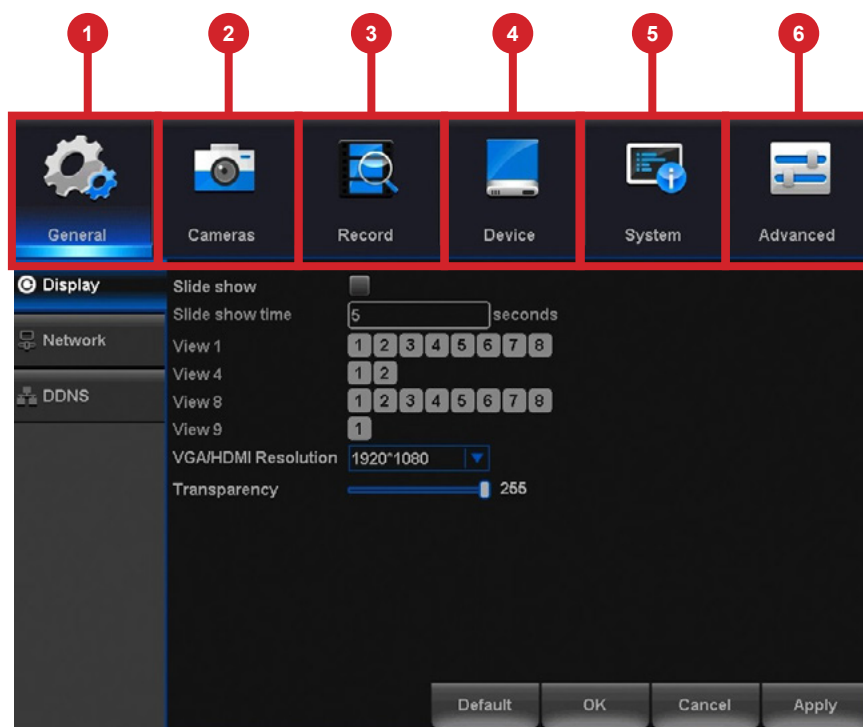 1 2 3 4 5 6
General Cameras Record Device System Advanced
Display
Network
DDNS
Slide show
Slide show time 5 seconds
View 1 1 2 3 4 5 6 7 8
View 4 1 2
View 8 1 2 3 4 5 6 7 8
View 9 1
VGA/HDMI Resolution 1920*1080
Transparency 255
Default OK Cancel Apply